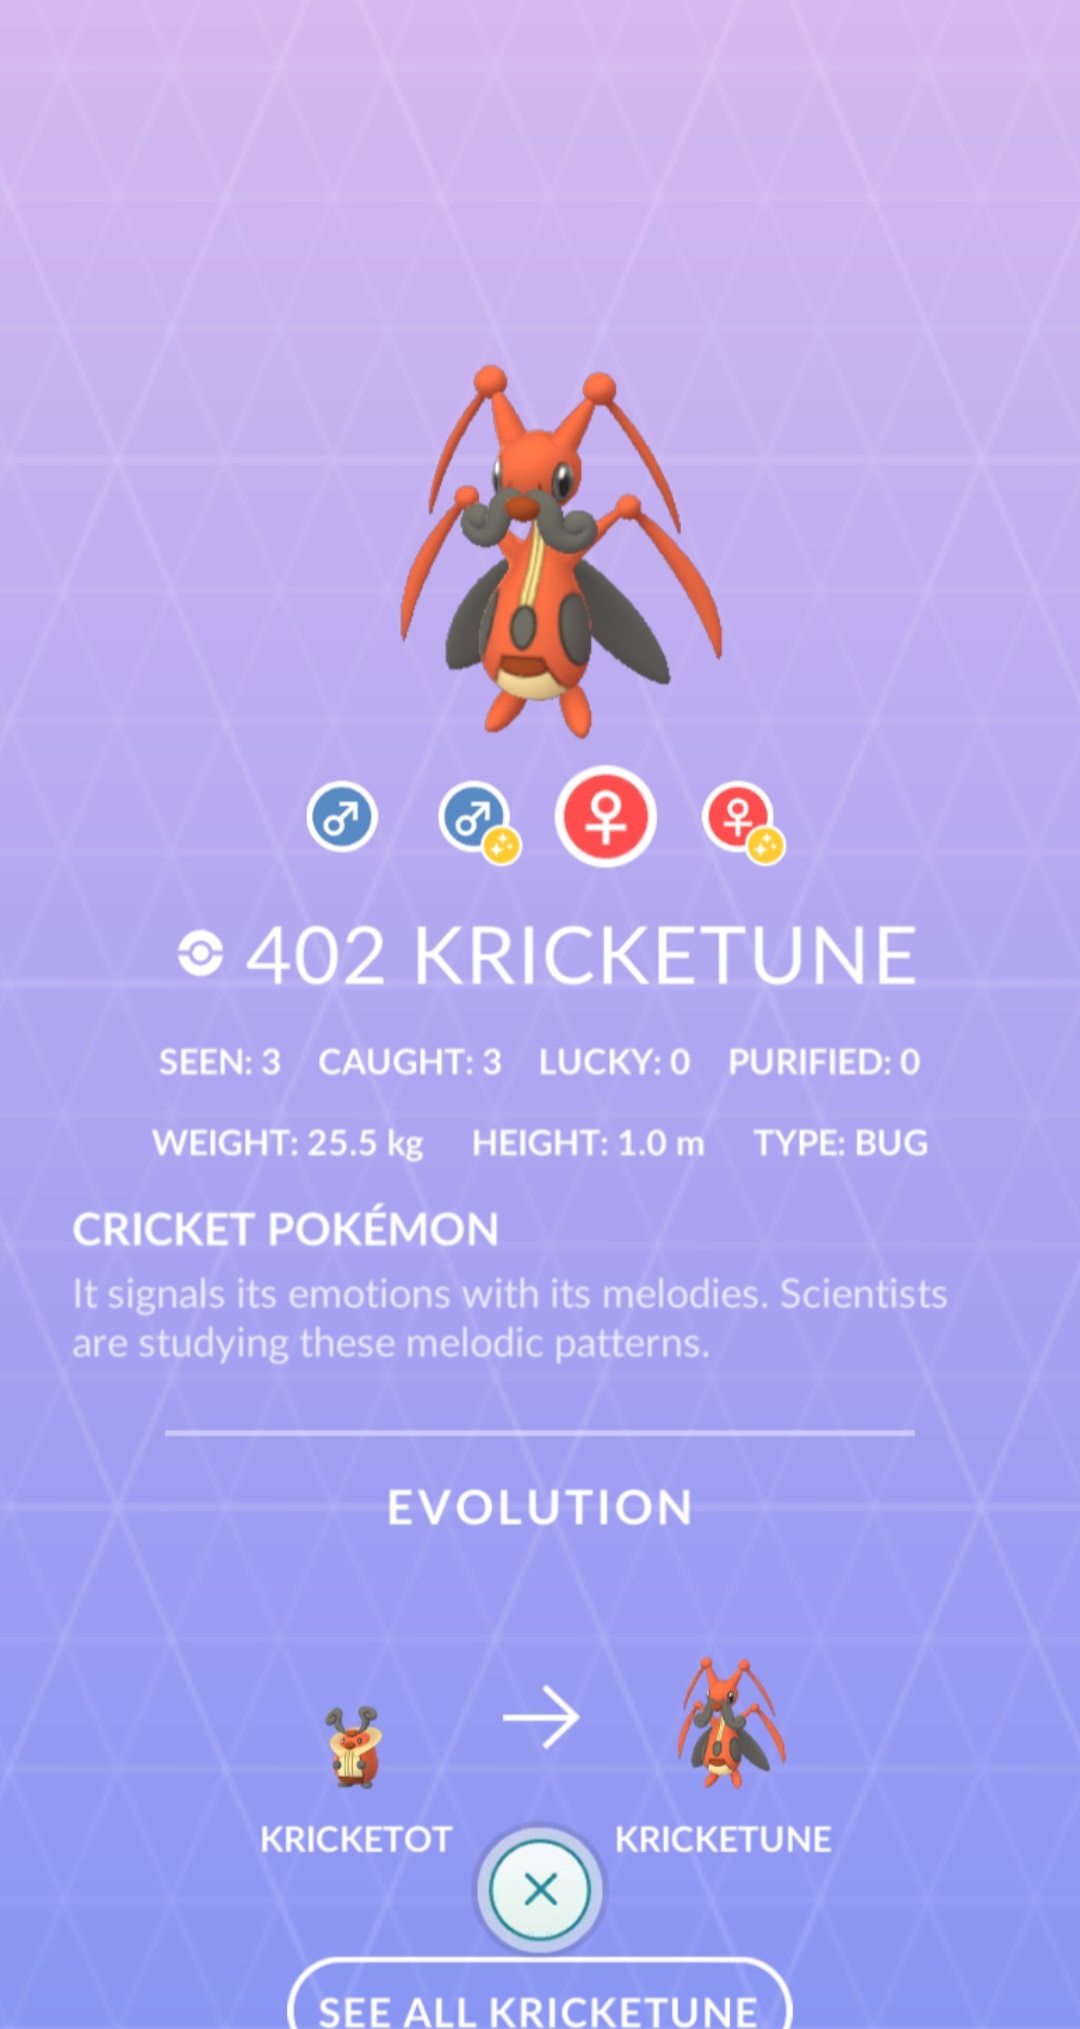 402 KRICKETUNE
SEEN: 3 CAUGHT: 3 LUCKY: 0 PURIFIED: 0
WEIGHT: 25.5 kg HEIGHT: 1.0 m TYPE: BUG
CRICKET POKÉMON
It signals its emotions with its melodies. Scientists
are studying these melodic patterns.
EVOLUTION
KRICKETOT KRICKETUNE
SEE ALL KRICKETUNE